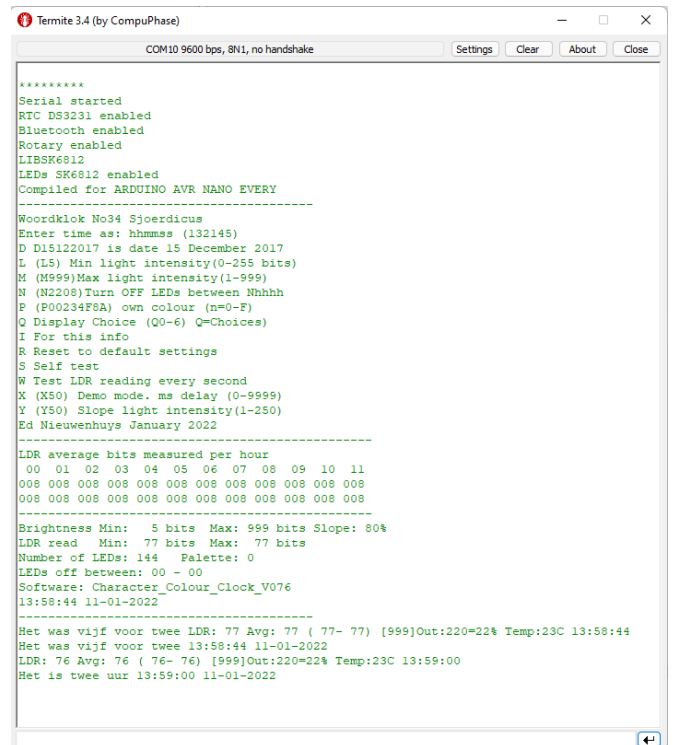 Termite 3.4 (by CompuPhase)
COM10 9600 bps, 8N1, no handshake Settings Clear About Close
*********
Serial started
RTC DS3231 enabled
Bluetooth enabled
Rotary enabled
LIBSK6812
LEDs SK6812 enabled
Compiled for ARDUINO AVR NANO EVERY
----------------------------------------
Woordklok No34 Sjoerdicus
Enter time as: hhmmss (132145)
D D15122017 is date 15 December 2017
L (L5) Min light intensity(0-255 bits)
M (M999)Max light intensity(1-999)
N (N2208)Turn OFF LEDs between Nhhhh
P (P00234F8A) own colour (n=0-F)
Q Display Choice (Q0-6) Q=Choices)
I For this info
R Reset to default settings
S Self test
W Test LDR reading every second
X (X50) Demo mode. ms delay (0-9999)
Y (Y50) Slope light intensity(1-250)
Ed Nieuwenhuys January 2022
------------------------------------------------
LDR average bits measured per hour
00 01 02 03 04 05 06 07 08 09 10 11
008 008 008 008 008 008 008 008 008 008 008 008
008 008 008 008 008 008 008 008 008 008 008 008
------------------------------------------------
Brightness Min: 5 bits Max: 999 bits Slope: 80%
LDR read Min: 77 bits Max: 77 bits
Number of LEDs: 144 Palette: 0
LEDs off between: 00 - 00
Software: Character_Colour_Clock_V076
13:58:44 11-01-2022
----------------------------------------
Het was vijf voor twee LDR: 77 Avg: 77 ( 77- 77) [999]Out:220=22% Temp:23C 13:58:44
Het was vijf voor twee 13:58:44 11-01-2022
LDR: 76 Avg: 76 ( 76- 76) [999]Out:220=22% Temp:23C 13:59:00
Het is twee uur 13:59:00 11-01-2022